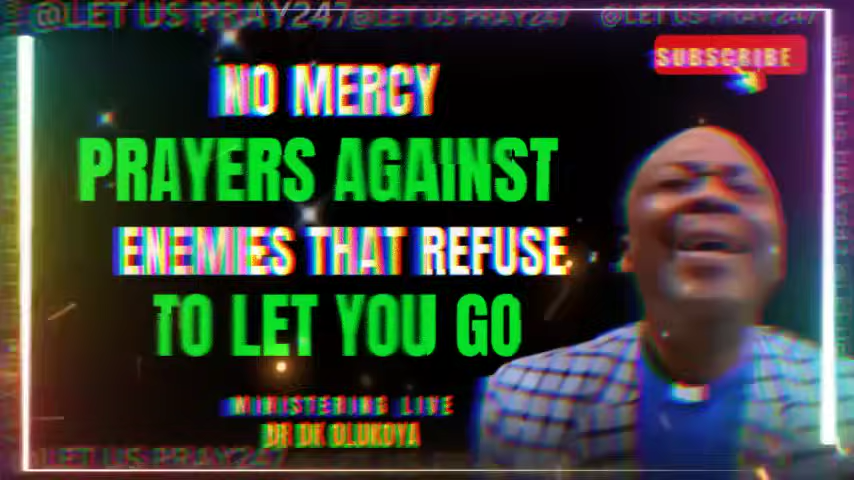 @LET US PRAY247 @LET US PRAY247 @LET US PRAY247
SUBSCRIBE
NO MERCY
PRAYERS AGAINST
ENEMIES THAT REFUSE
TO LET YOU GO
MINISTERING LIVE
DR DK OLUKOYA
@LET US PRAY247